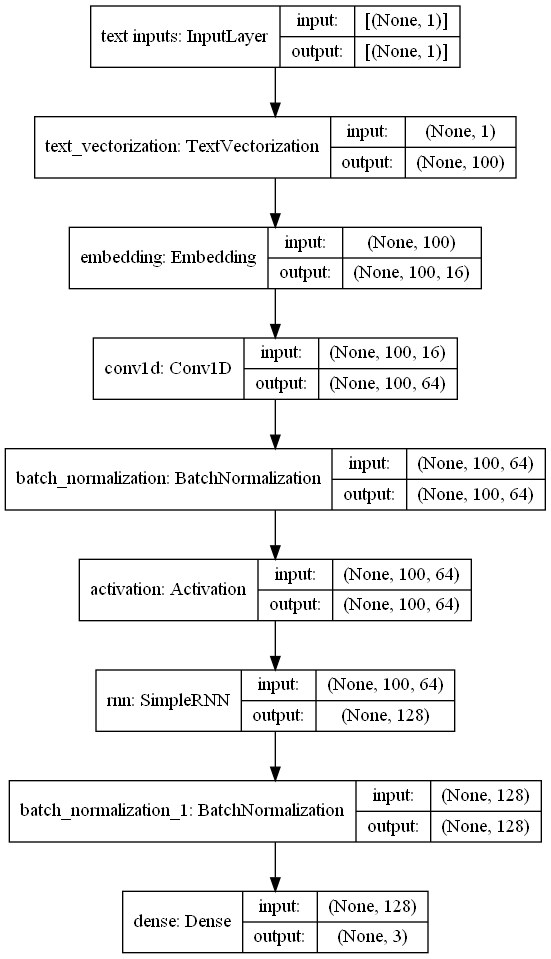 text inputs: InputLayer
input: [(None, 1)]
output: [(None, 1)]
text_vectorization: TextVectorization
input: (None, 1)
output: (None, 100)
embedding: Embedding
input: (None, 100)
output: (None, 100, 16)
conv1d: Conv1D
input: (None, 100, 16)
output: (None, 100, 64)
batch_normalization: BatchNormalization
input: (None, 100, 64)
output: (None, 100, 64)
activation: Activation
input: (None, 100, 64)
output: (None, 100, 64)
rnn: SimpleRNN
input: (None, 100, 64)
output: (None, 128)
batch_normalization_1: BatchNormalization
input: (None, 128)
output: (None, 128)
dense: Dense
input: (None, 128)
output: (None, 3)